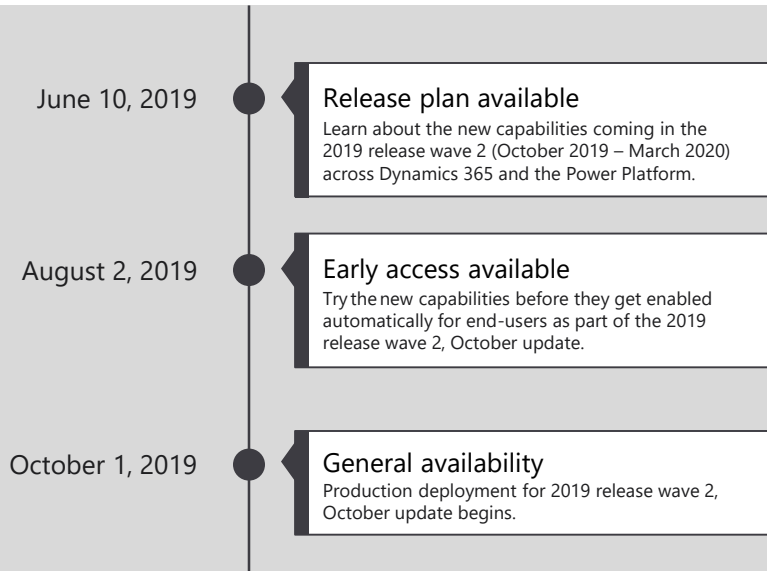 June 10, 2019
Release plan available
Learn about the new capabilities coming in the
2019 release wave 2 (October 2019 – March 2020)
across Dynamics 365 and the Power Platform.
August 2, 2019
Early access available
Try the new capabilities before they get enabled
automatically for end-users as part of the 2019
release wave 2, October update.
October 1, 2019
General availability
Production deployment for 2019 release wave 2,
October update begins.